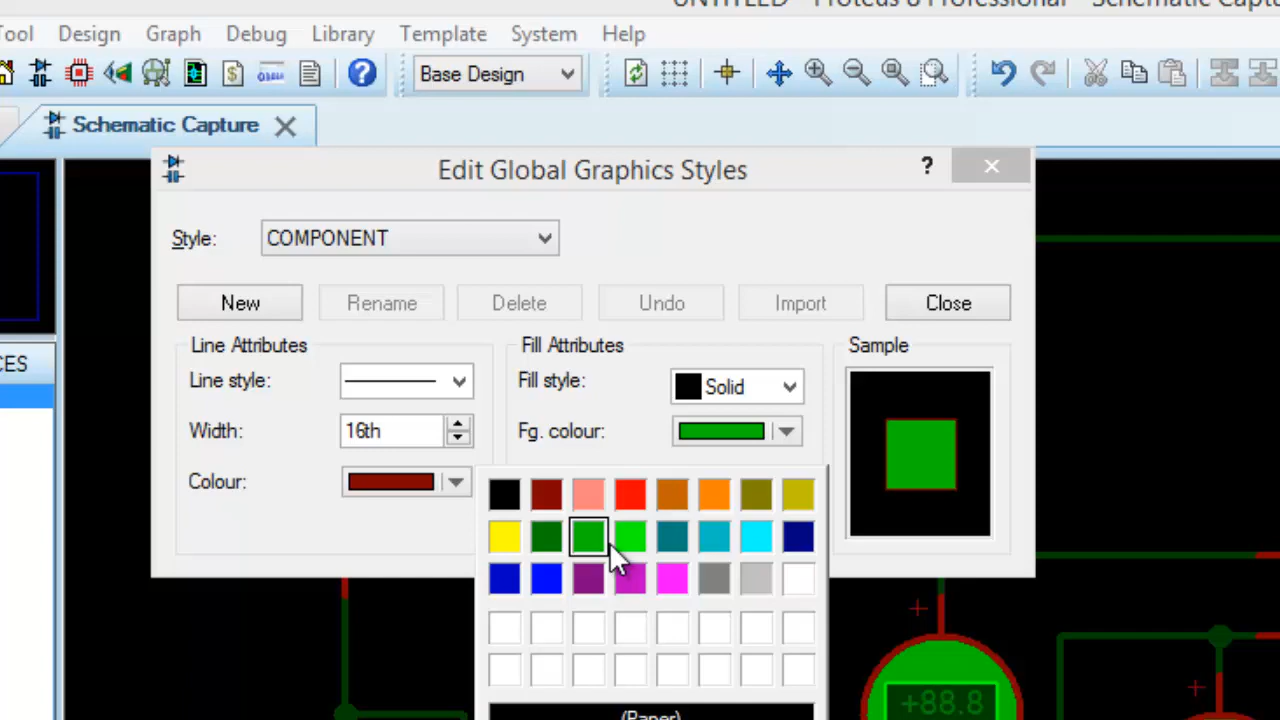 UNTITLED - Proteus 8 Professional - Schematic Captu
Tool Design Graph Debug Library Template System Help
$ ? Base Design
Schematic Capture
Edit Global Graphics Styles ?
Style: COMPONENT
New Rename Delete Undo Import Close
CES
Line Attributes Fill Attributes Sample
Line style: Fill style: Solid
Width: 16th Fg. colour:
Colour:
+88.8
(Paper)